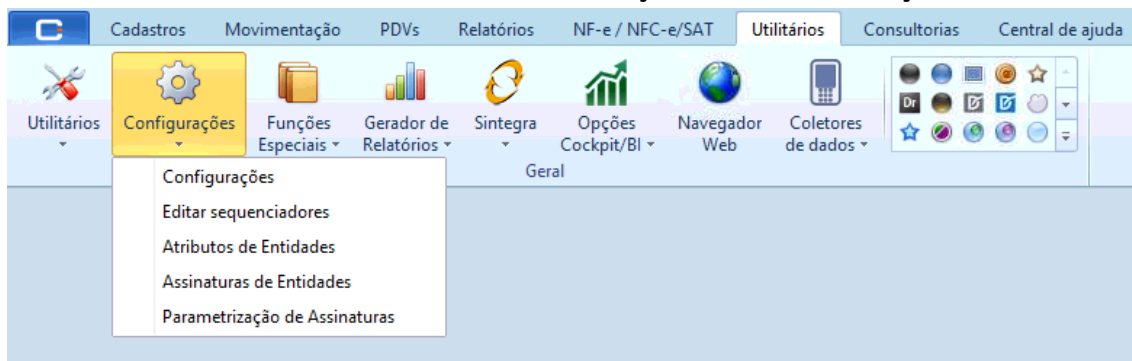 Cadastros Movimentação PDVs Relatórios NF-e / NFC-e/SAT Utilitários Consultorias Central de ajuda
Utilitários Configurações Funções Gerador de Sintegra Opções Navegador Coletores
Especiais Relatórios Cockpit/BI Web de dados
Dr
Geral
Configurações
Editar sequenciadores
Atributos de Entidades
Assinaturas de Entidades
Parametrização de Assinaturas